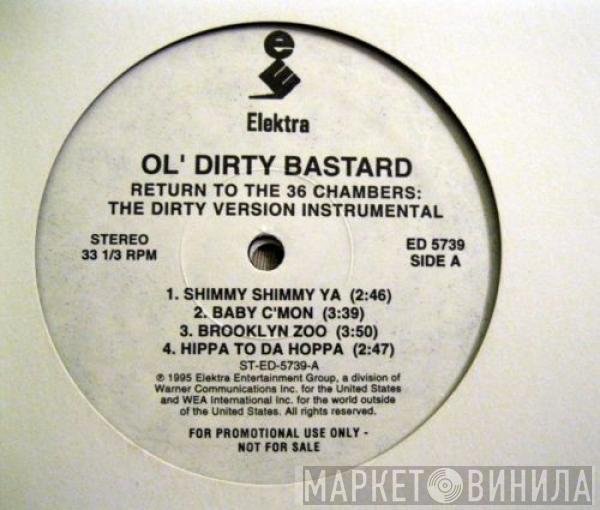 e
Elektra
OL' DIRTY BASTARD
RETURN TO THE 36 CHAMBERS:
THE DIRTY VERSION INSTRUMENTAL
STEREO
33 1/3 RPM
ED 5739
SIDE A
1. SHIMMY SHIMMY YA (2:46)
2. BABY C'MON (3:39)
3. BROOKLYN ZOO (3:50)
4. HIPPA TO DA HOPPA (2:47)
ST-ED-5739-A
℗ 1995 Elektra Entertainment Group, a division of
Warner Communications Inc. for the United States
and WEA International Inc. for the world outside
of the United States. All rights reserved.
FOR PROMOTIONAL USE ONLY -
NOT FOR SALE
МАРКЕТ ВИНИЛА